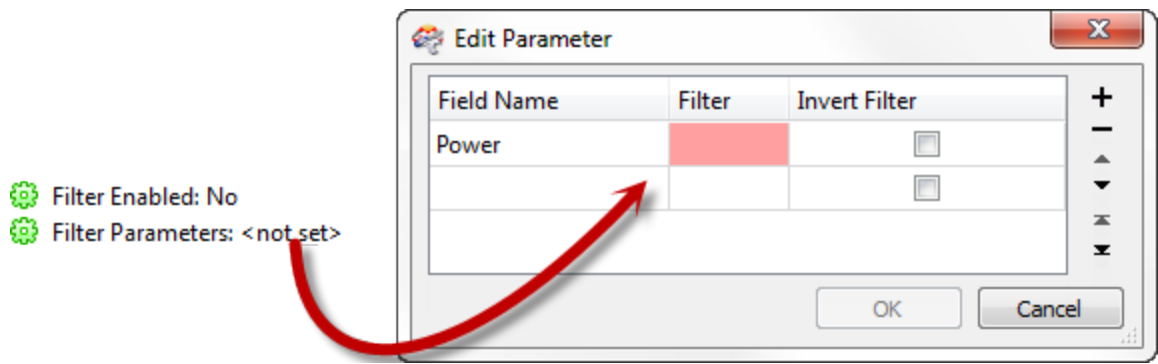 Edit Parameter
Field Name Filter Invert Filter
Power
Filter Enabled: No
Filter Parameters: <not set>
OK Cancel